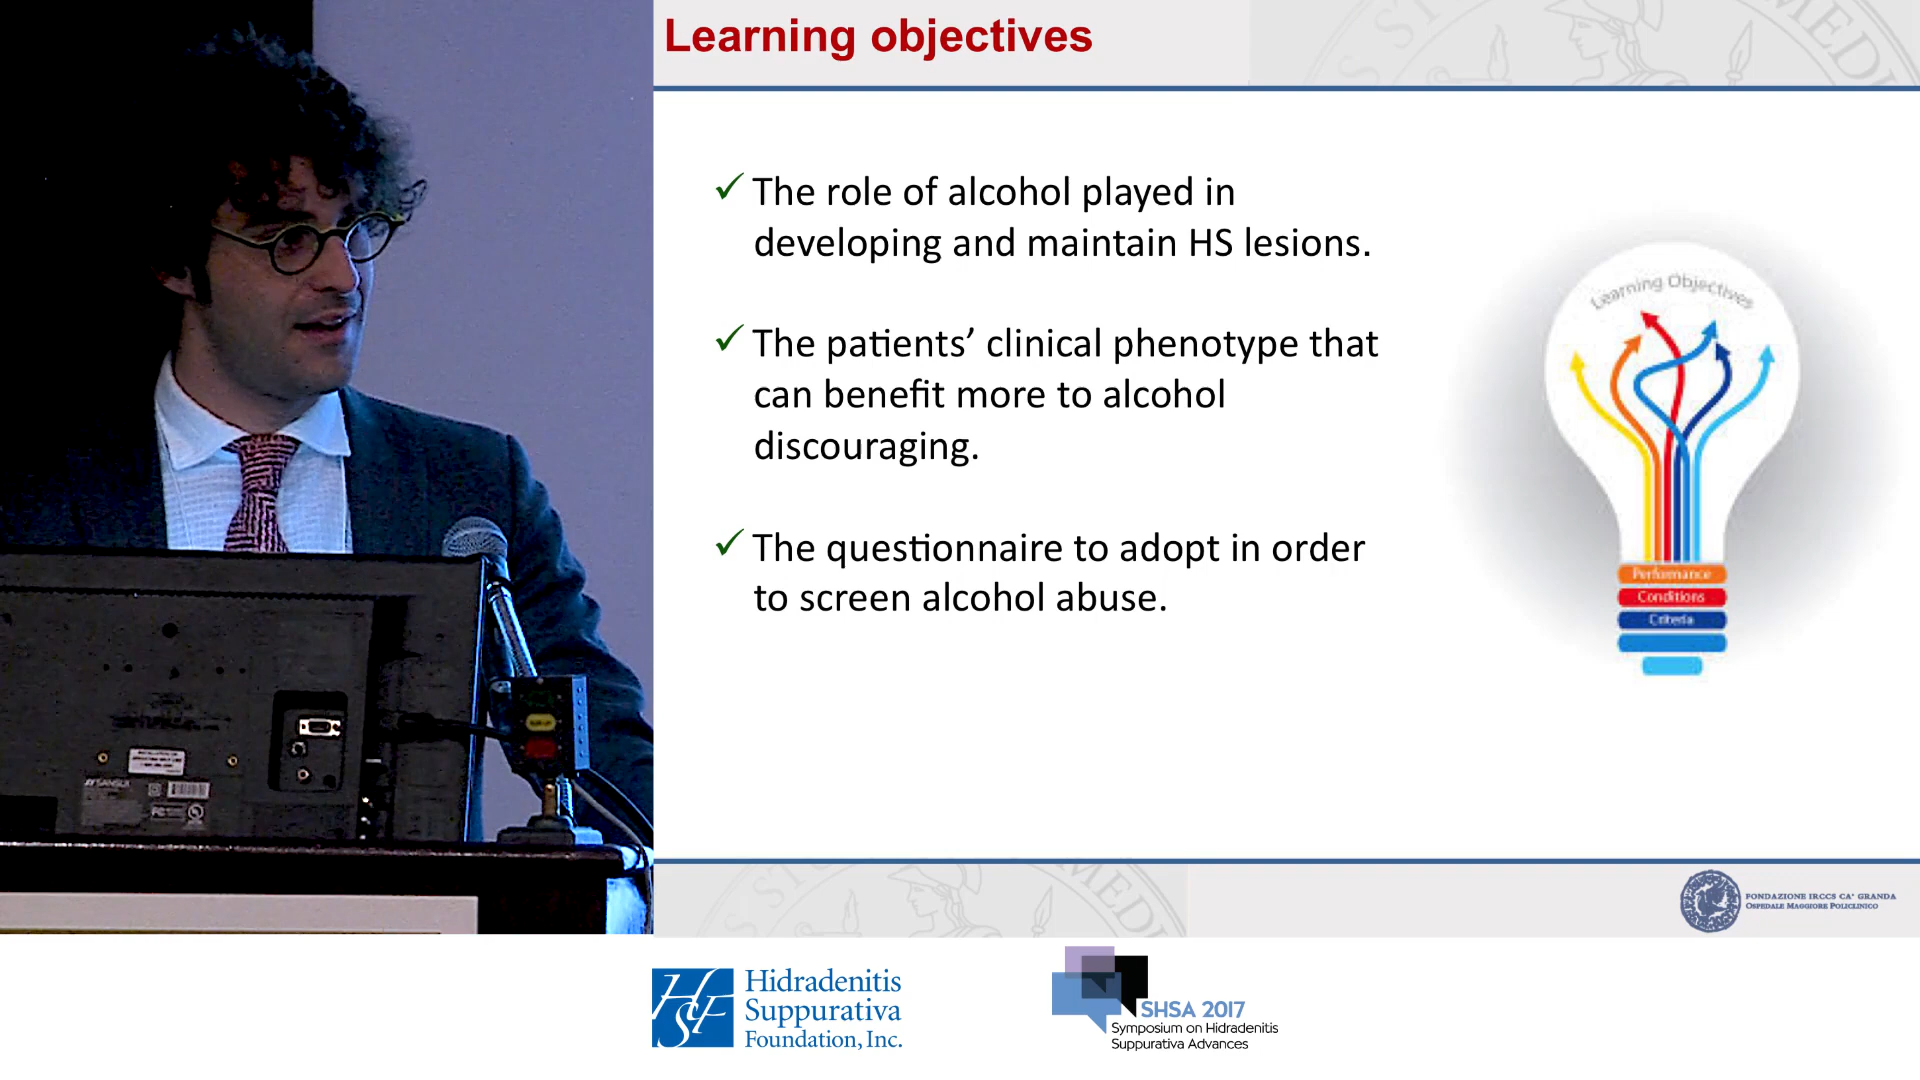 Learning objectives
✓ The role of alcohol played in
developing and maintain HS lesions.
✓ The patients’ clinical phenotype that
can benefit more to alcohol
discouraging.
✓ The questionnaire to adopt in order
to screen alcohol abuse.
Learning Objectives
Performance
Conditions
Criteria
FONDAZIONE IRCCS CA' GRANDA
OSPEDALE MAGGIORE POLICLINICO
HSF
Hidradenitis
Suppurativa
Foundation, Inc.
SHSA 2017
Symposium on Hidradenitis
Suppurativa Advances
SANSUI
FC